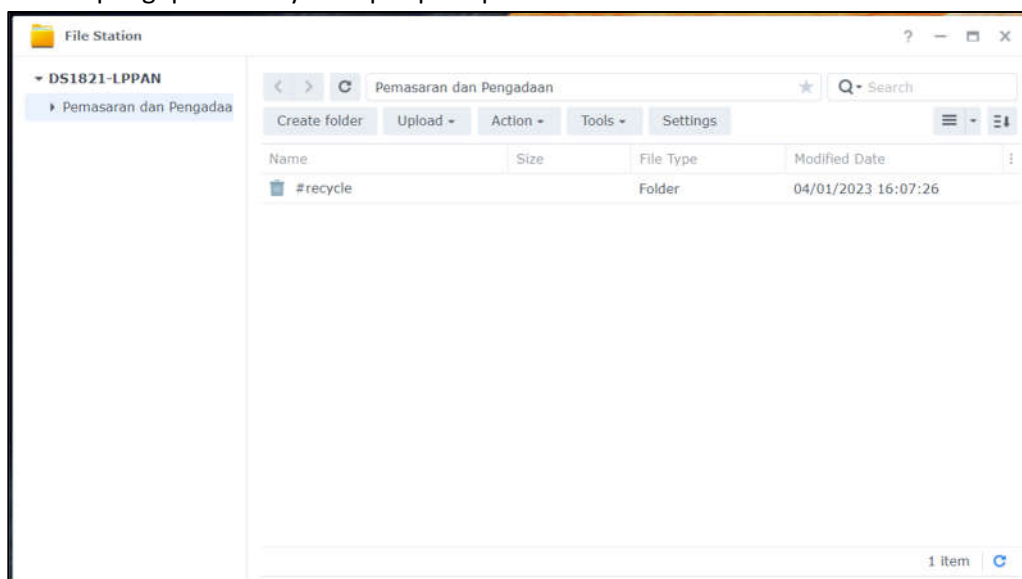 File Station
DS1821-LPPAN
Pemasaran dan Pengadaa
Pemasaran dan Pengadaan
Search
Create folder Upload Action Tools Settings
Name Size File Type Modified Date
#recycle Folder 04/01/2023 16:07:26
1 item